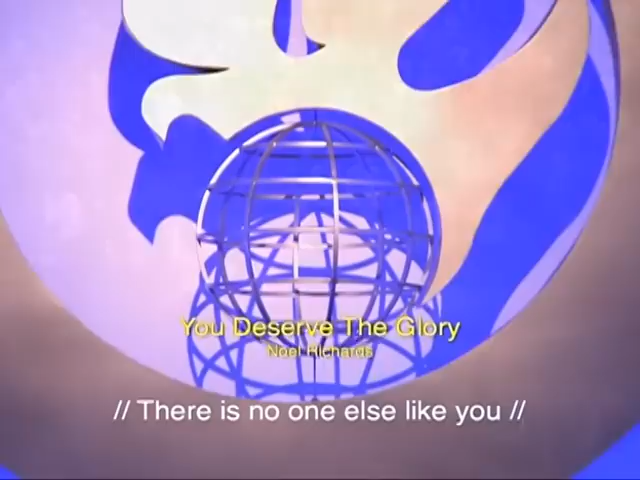 You Deserve The Glory
Noel Richards
// There is no one else like you //